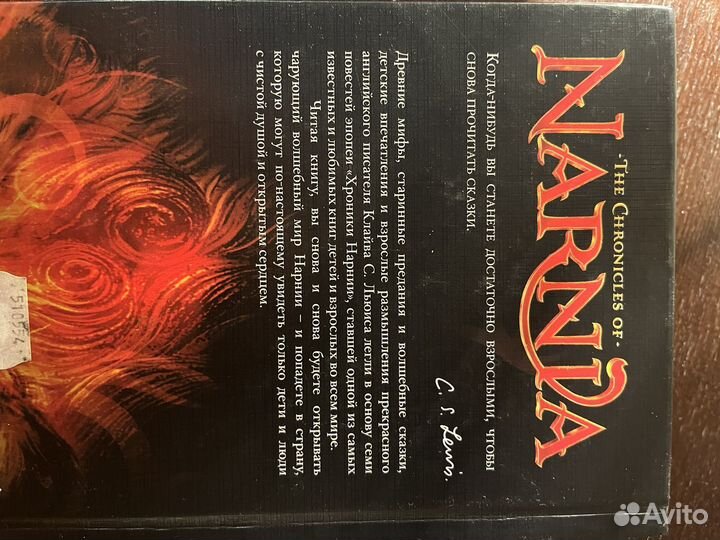 · THE CHRONICLES OF ·
NARNIA
КОГДА-НИБУДЬ ВЫ СТАНЕТЕ ДОСТАТОЧНО ВЗРОСЛЫМИ, ЧТОБЫ
СНОВА ПРОЧИТАТЬ СКАЗКИ.
C. S. Lewis.
Древние мифы, старинные предания и волшебные сказки,
детские впечатления и взрослые размышления прекрасного
английского писателя Клайва С. Льюиса легли в основу семи
повестей эпопеи «Хроники Нарнии», ставшей одной из самых
известных и любимых книг детей и взрослых во всем мире.
Читая книгу, вы снова и снова будете открывать
чарующий волшебный мир Нарнии – и попадете в страну,
которую могут по-настоящему увидеть только дети и люди
с чистой душой и открытым сердцем.
510554
Avito